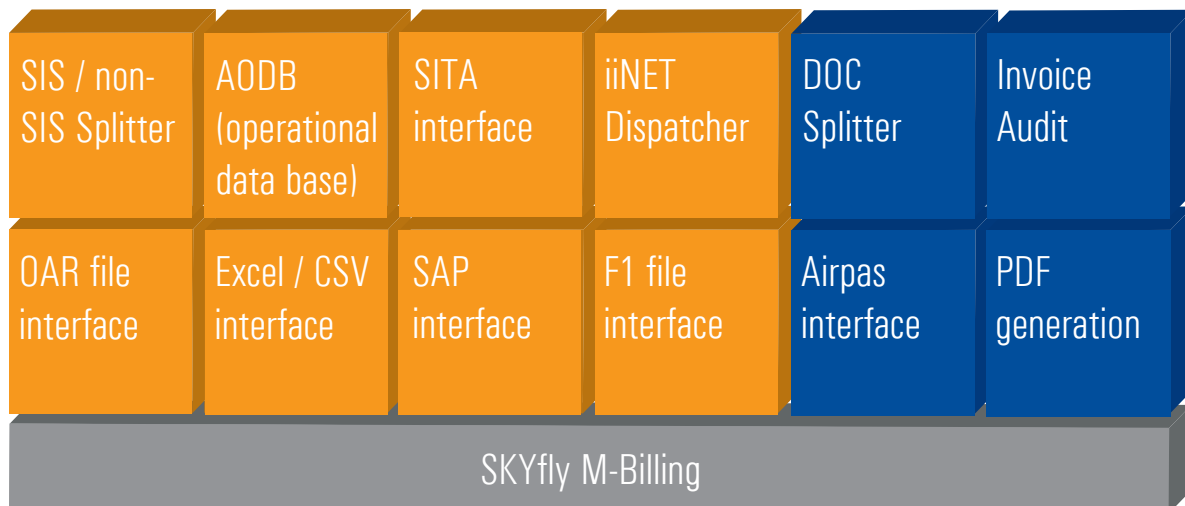 SIS / non-
SIS Splitter
AODB
(operational
data base)
SITA
interface
iiNET
Dispatcher
DOC
Splitter
Invoice
Audit
OAR file
interface
Excel / CSV
interface
SAP
interface
F1 file
interface
Airpas
interface
PDF
generation
SKYfly M-Billing